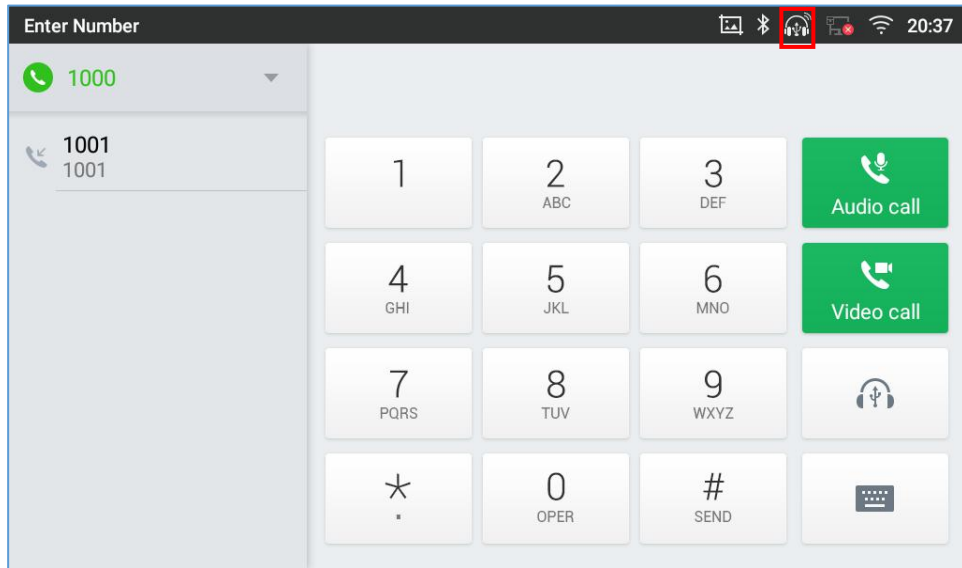 Enter Number
20:37
1000
1001
1001
1
2
ABC
3
DEF
Audio call
4
GHI
5
JKL
6
MNO
Video call
7
PQRS
8
TUV
9
WXYZ
*
.
0
OPER
#
SEND